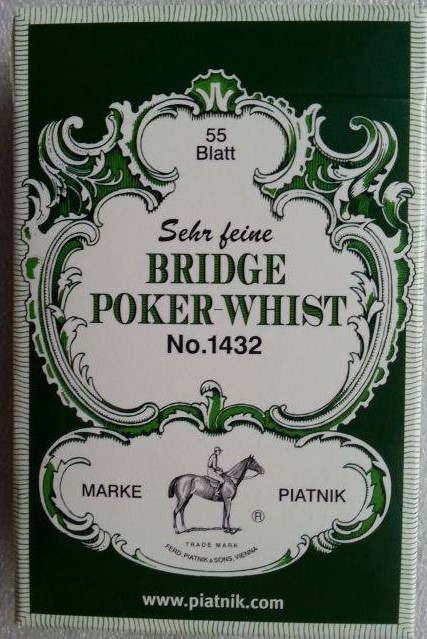 55
Blatt
Sehr feine
BRIDGE
POKER-WHIST
No.1432
MARKE PIATNIK
®
TRADE MARK
FERD. PIATNIK & SONS, VIENNA
www.piatnik.com